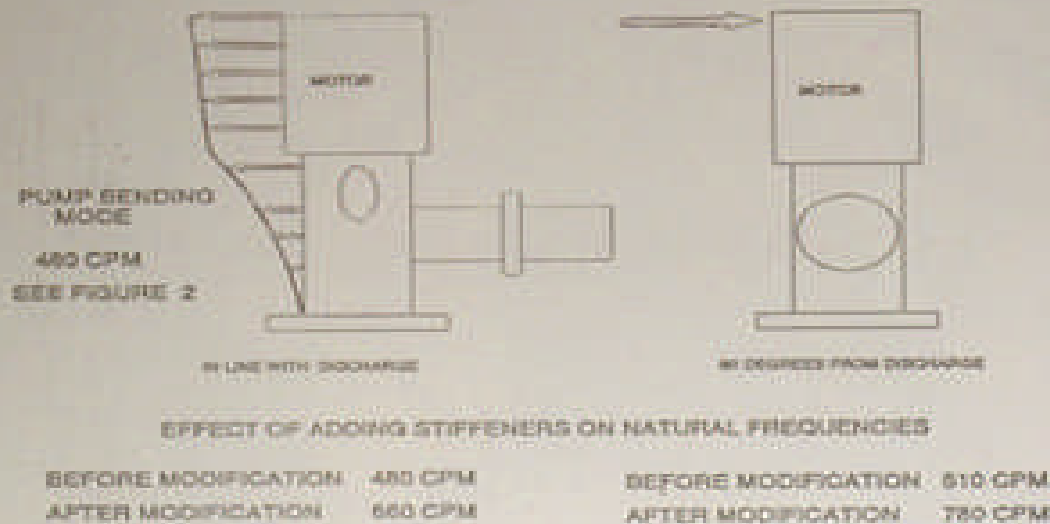 MOTOR
MOTOR
PUMP BENDING
MODE
480 CPM
SEE FIGURE 2
IN LINE WITH DISCHARGE
90 DEGREES FROM DISCHARGE
EFFECT OF ADDING STIFFENERS ON NATURAL FREQUENCIES
BEFORE MODIFICATION 480 CPM
AFTER MODIFICATION 660 CPM
BEFORE MODIFICATION 510 CPM
AFTER MODIFICATION 780 CPM